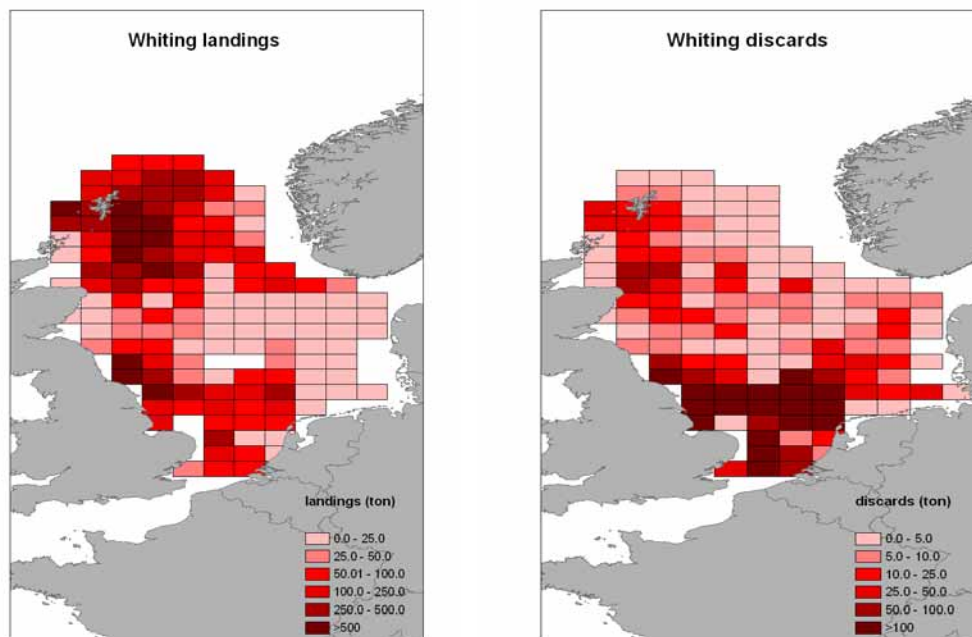 Whiting landings
landings (ton)
0.0 - 25.0
25.0 - 50.0
50.01 - 100.0
100.0 - 250.0
250.0 - 500.0
>500
Whiting discards
discards (ton)
0.0 - 5.0
5.0 - 10.0
10.0 - 25.0
25.0 - 50.0
50.0 - 100.0
>100